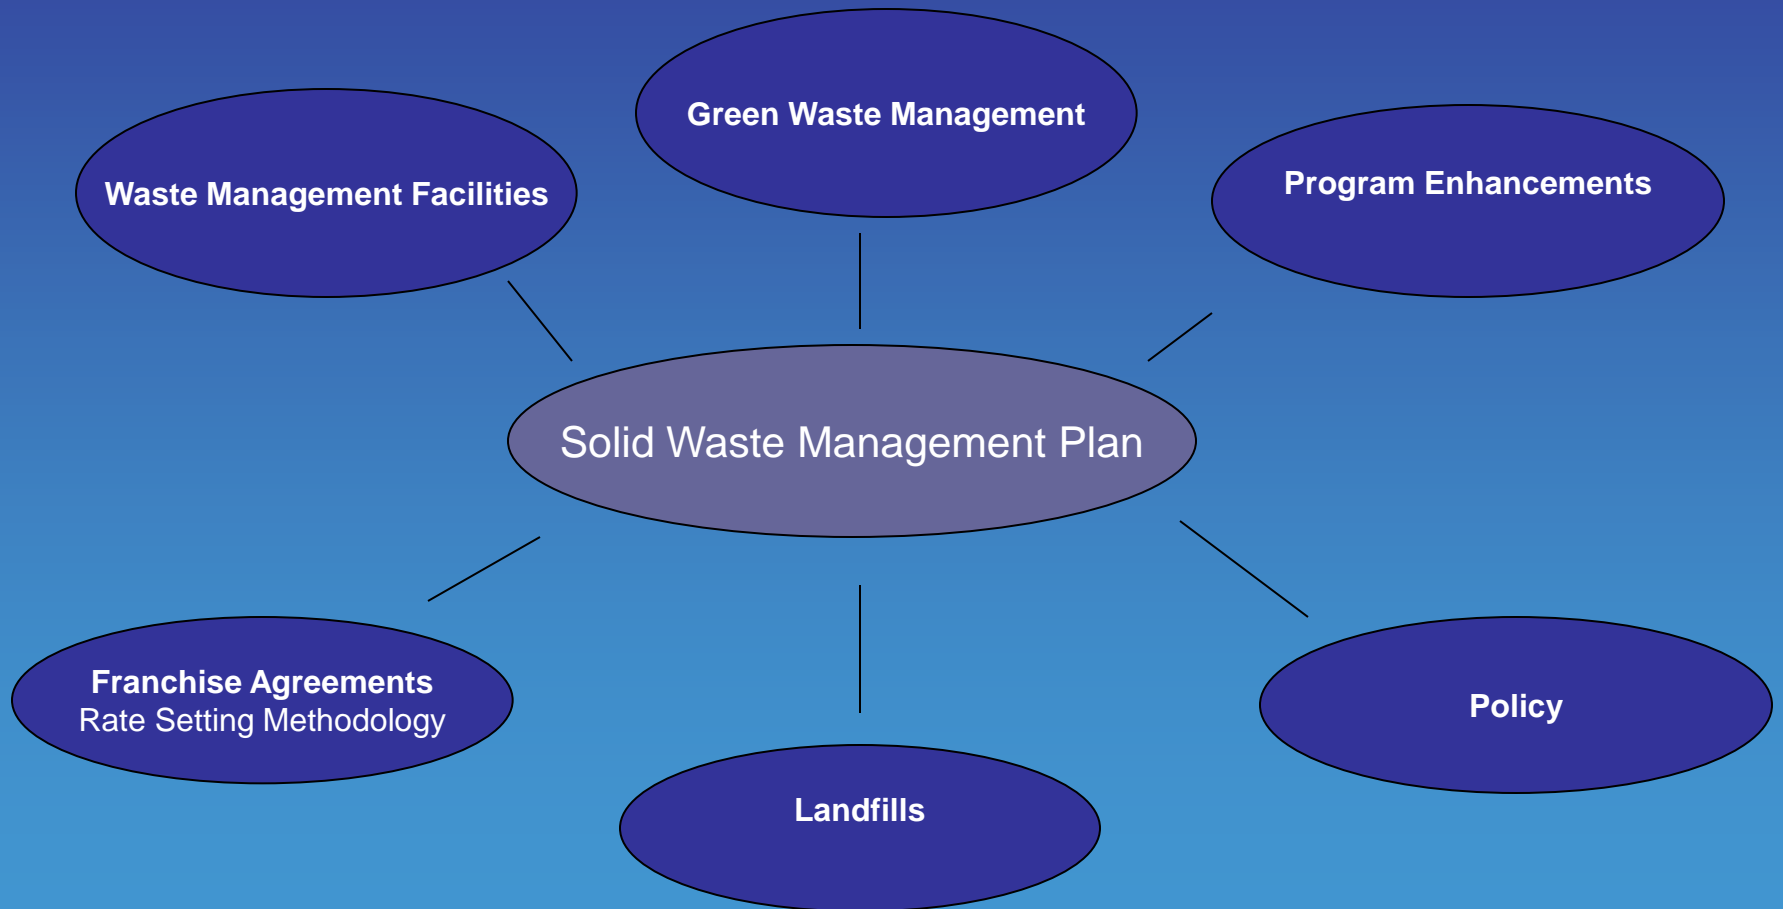 Green Waste Management
Waste Management Facilities
Program Enhancements
Solid Waste Management Plan
Franchise Agreements
Rate Setting Methodology
Policy
Landfills